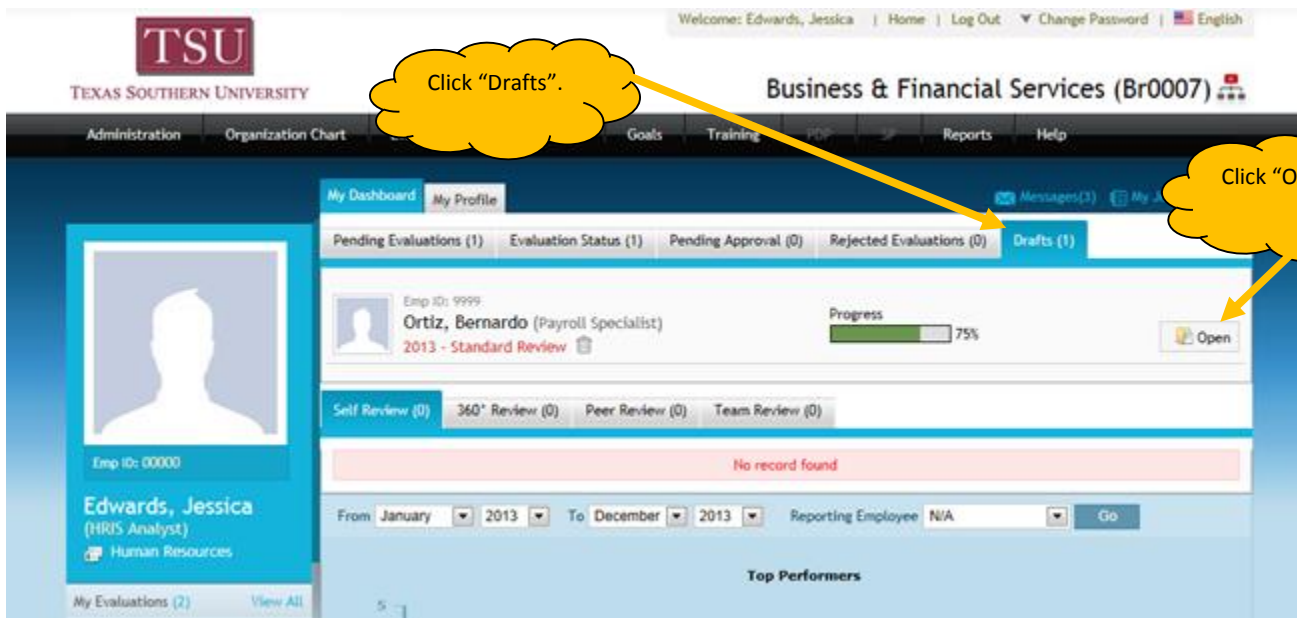 Welcome: Edwards, Jessica | Home | Log Out Change Password | English
TSU
TEXAS SOUTHERN UNIVERSITY
Click “Drafts”.
Business & Financial Services (Br0007)
Administration Organization Chart Goals Training PDP SP Reports Help
Click “O
My Dashboard My Profile Messages(3) My
Pending Evaluations (1) Evaluation Status (1) Pending Approval (0) Rejected Evaluations (0) Drafts (1)
Emp ID: 9999
Ortiz, Bernardo (Payroll Specialist)
2013 - Standard Review
Progress
75%
Open
Self Review (0) 360° Review (0) Peer Review (0) Team Review (0)
No record found
Emp ID: 00000
Edwards, Jessica
(HRIS Analyst)
Human Resources
From January 2013 To December 2013 Reporting Employee N/A Go
Top Performers
My Evaluations (2) View All
5